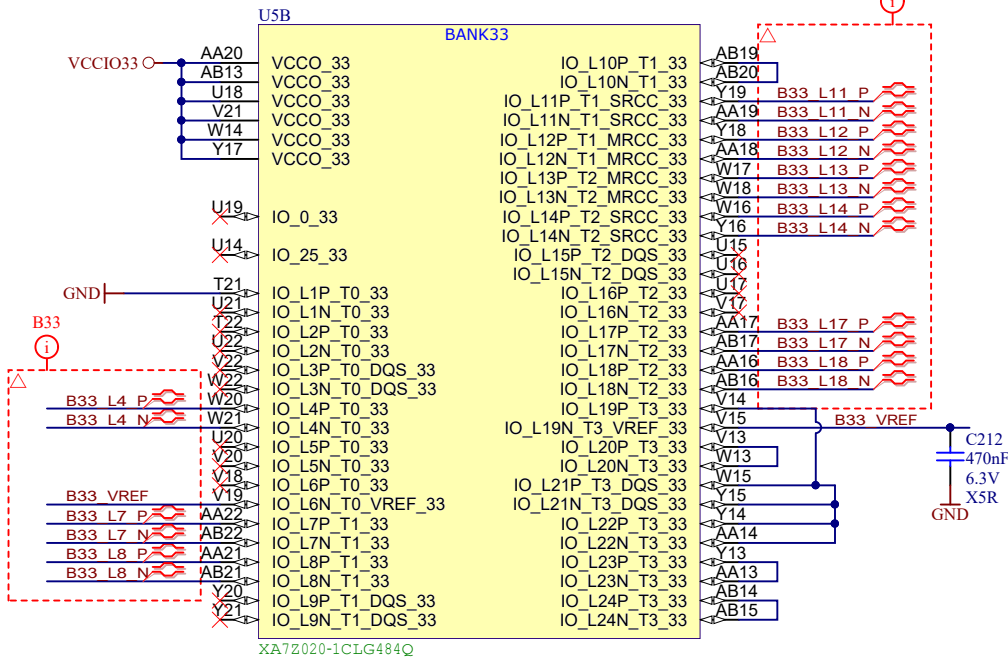 i
U5B
BANK33
VCCIO33
AA20 VCCO_33
AB13 VCCO_33
U18 VCCO_33
V21 VCCO_33
W14 VCCO_33
Y17 VCCO_33
U19 IO_0_33
U14 IO_25_33
GND T21 IO_L1P_T0_33
U21 IO_L1N_T0_33
T22 IO_L2P_T0_33
U22 IO_L2N_T0_33
V22 IO_L3P_T0_DQS_33
W22 IO_L3N_T0_DQS_33
B33
i
B33_L4_P W20 IO_L4P_T0_33
B33_L4_N W21 IO_L4N_T0_33
U20 IO_L5P_T0_33
V20 IO_L5N_T0_33
V18 IO_L6P_T0_33
B33_VREF V19 IO_L6N_T0_VREF_33
B33_L7_P AA22 IO_L7P_T1_33
B33_L7_N AB22 IO_L7N_T1_33
B33_L8_P AA21 IO_L8P_T1_33
B33_L8_N AB21 IO_L8N_T1_33
Y20 IO_L9P_T1_DQS_33
Y21 IO_L9N_T1_DQS_33
IO_L10P_T1_33 AB19
IO_L10N_T1_33 AB20
IO_L11P_T1_SRCC_33 Y19 B33_L11_P
IO_L11N_T1_SRCC_33 AA19 B33_L11_N
IO_L12P_T1_MRCC_33 Y18 B33_L12_P
IO_L12N_T1_MRCC_33 AA18 B33_L12_N
IO_L13P_T2_MRCC_33 W17 B33_L13_P
IO_L13N_T2_MRCC_33 W18 B33_L13_N
IO_L14P_T2_SRCC_33 W16 B33_L14_P
IO_L14N_T2_SRCC_33 Y16 B33_L14_N
IO_L15P_T2_DQS_33 U15
IO_L15N_T2_DQS_33 U16
IO_L16P_T2_33 U17
IO_L16N_T2_33 V17
IO_L17P_T2_33 AA17 B33_L17_P
IO_L17N_T2_33 AB17 B33_L17_N
IO_L18P_T2_33 AA16 B33_L18_P
IO_L18N_T2_33 AB16 B33_L18_N
IO_L19P_T3_33 V14
IO_L19N_T3_VREF_33 V15 B33_VREF
IO_L20P_T3_33 V13
IO_L20N_T3_33 W13
IO_L21P_T3_DQS_33 W15
IO_L21N_T3_DQS_33 Y15
IO_L22P_T3_33 Y14
IO_L22N_T3_33 AA14
IO_L23P_T3_33 Y13
IO_L23N_T3_33 AA13
IO_L24P_T3_33 AB14
IO_L24N_T3_33 AB15
C212
470nF
6.3V
X5R
GND
XA7Z020-1CLG484Q